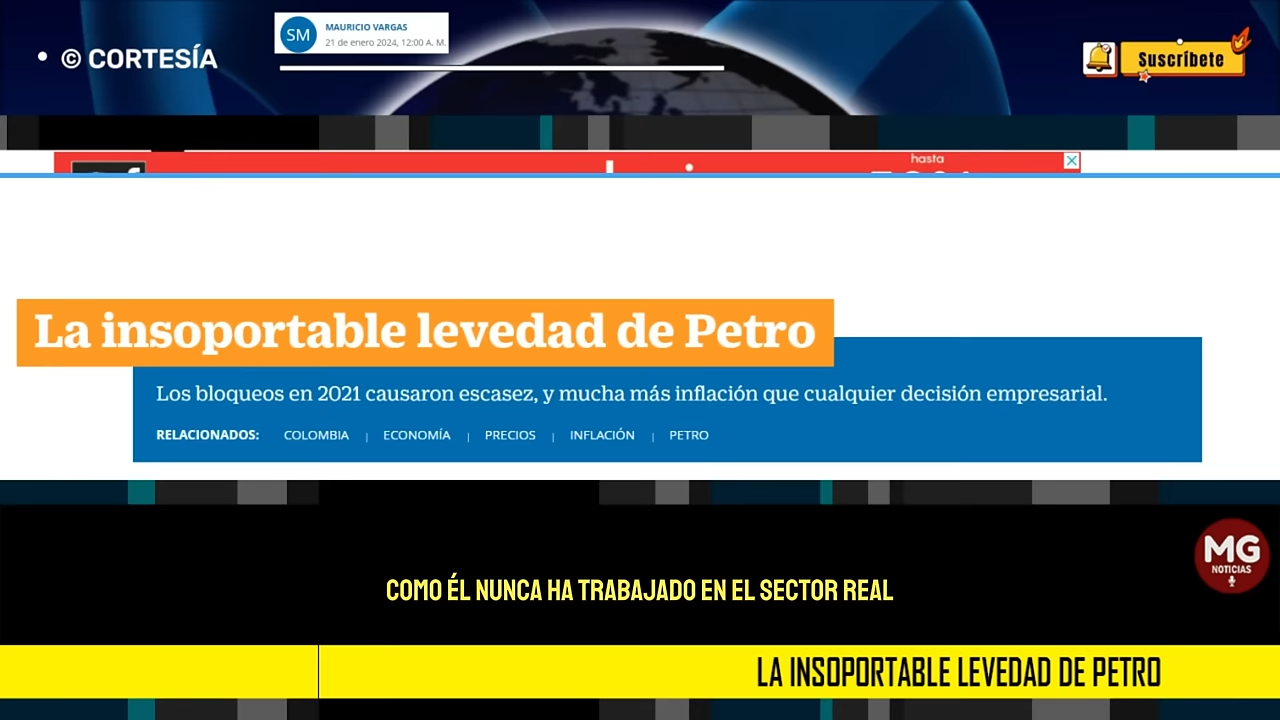 • © CORTESÍA
SM
MAURICIO VARGAS
21 de enero 2024, 12:00 A. M.
Suscríbete
hasta
La insoportable levedad de Petro
Los bloqueos en 2021 causaron escasez, y mucha más inflación que cualquier decisión empresarial.
RELACIONADOS: COLOMBIA | ECONOMÍA | PRECIOS | INFLACIÓN | PETRO
MG
NOTICIAS
COMO ÉL NUNCA HA TRABAJADO EN EL SECTOR REAL
LA INSOPORTABLE LEVEDAD DE PETRO